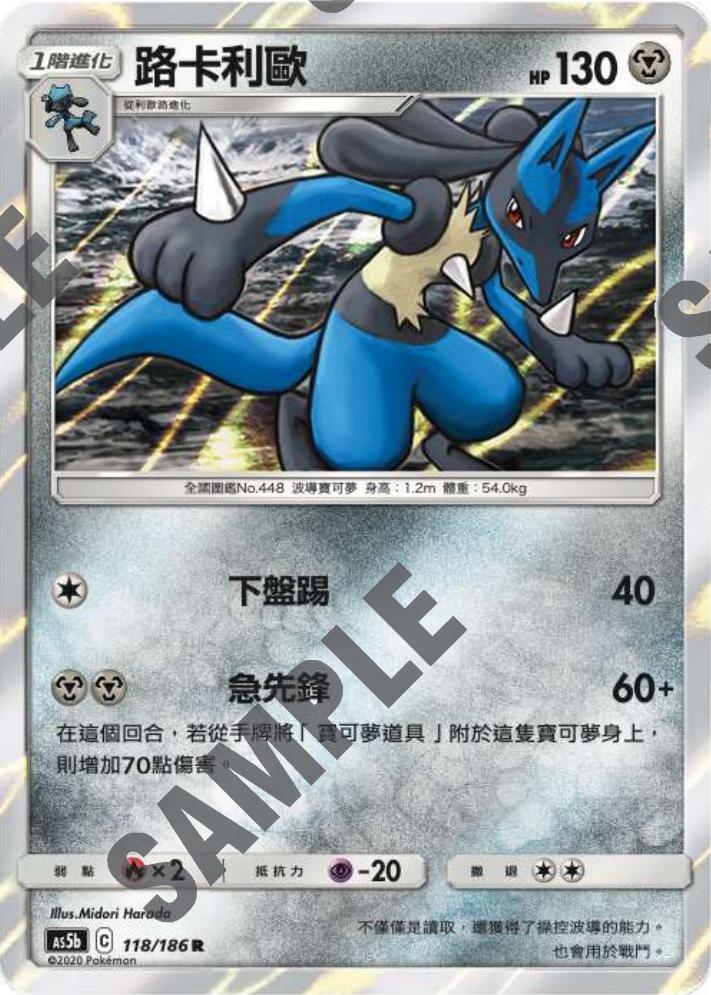 1階進化 路卡利歐 HP 130
從利歐路進化
全國圖鑑No.448 波導寶可夢 身高：1.2m 體重：54.0kg
下盤踢 40
急先鋒 60+
在這個回合，若從手牌將「寶可夢道具」附於這隻寶可夢身上，
則增加70點傷害。
弱點 ×2 抵抗力 -20 撤退
Illus.Midori Harada
不僅僅是讀取，還獲得了操控波導的能力。
AS5b C 118/186 R
也會用於戰鬥。
©2020 Pokémon
SAMPLE